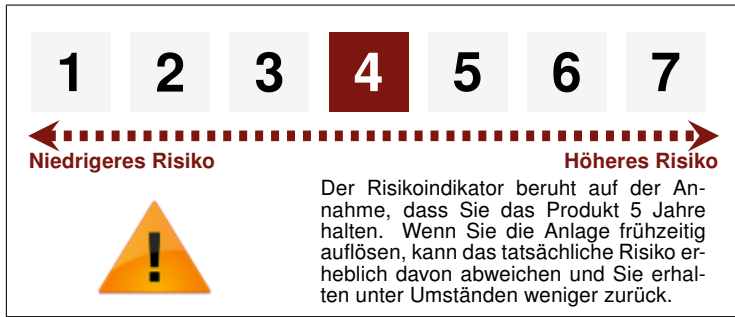 1 2 3 4 5 6 7
Niedrigeres Risiko Höheres Risiko
Der Risikoindikator beruht auf der An-
nahme, dass Sie das Produkt 5 Jahre
halten. Wenn Sie die Anlage frühzeitig
auflösen, kann das tatsächliche Risiko er-
heblich davon abweichen und Sie erhal-
ten unter Umständen weniger zurück.
!